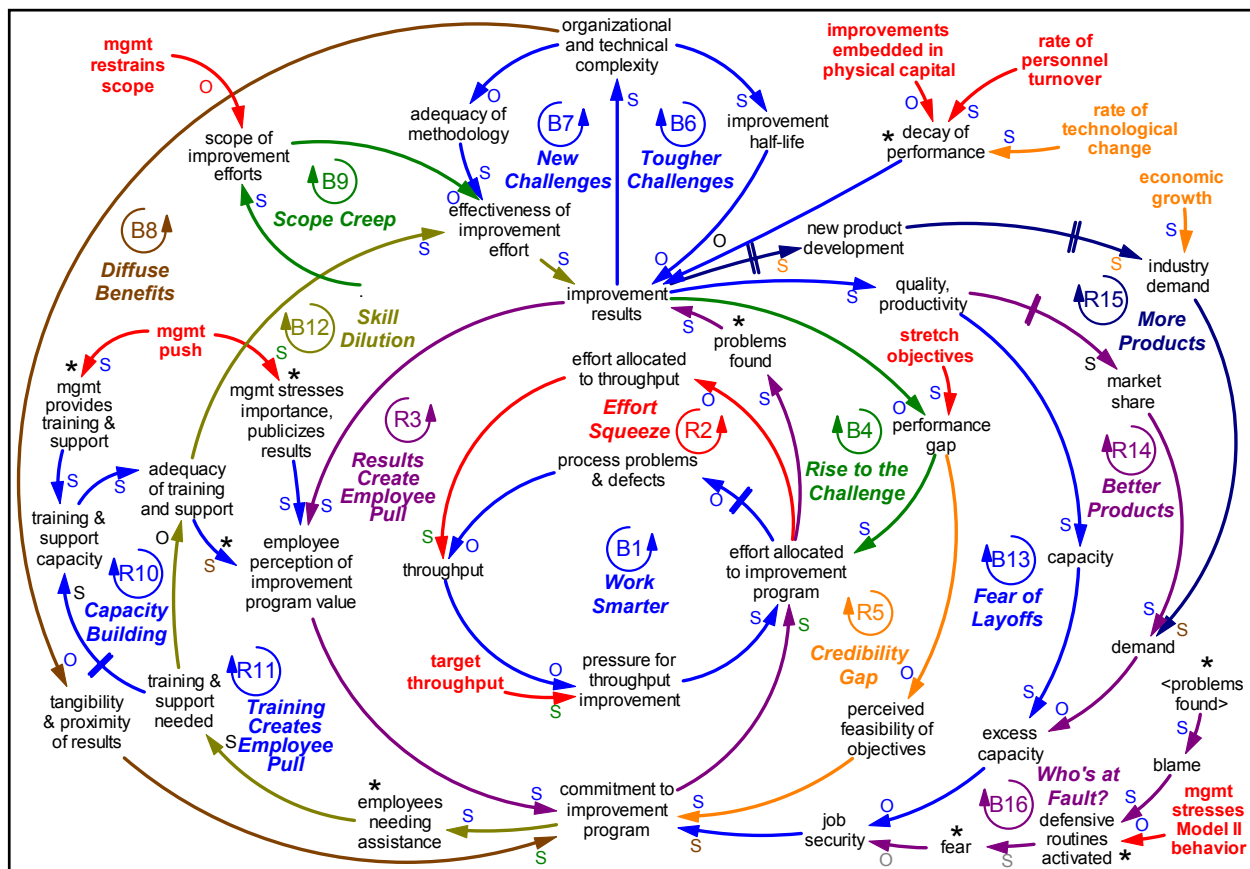 organizational
and technical
complexity
mgmt
restrains
scope
O
improvements
embedded in
physical capital
rate of
personnel
turnover
O
S
adequacy of
methodology
S
improvement
half-life
B7
New
Challenges
S
B6
Tougher
Challenges
O
S
*
decay of
performance
S
rate of
technological
change
scope of
improvement
efforts
S
B9
Scope Creep
S
O
effectiveness of
improvement
effort
S
S
economic
growth
S
B8
Diffuse
Benefits
new product
development
O
O
S
S
industry
demand
improvement
results
S
quality,
productivity
R15
More
Products
.
B12
Skill
Dilution
S
mgmt
push
*
S
mgmt
provides
training &
support
*
mgmt stresses
importance,
publicizes
results
S
*
problems
found
stretch
objectives
S
O
performance
gap
effort allocated
to throughput
O
S
Effort
Squeeze
R2
B4
Rise to the
Challenge
S
market
share
R3
Results
Create
Employee
Pull
process problems
& defects
O
R14
Better
Products
S
S
adequacy
of training
and support
S
S
S
training &
support
capacity
O
*
S
employee
perception of
improvement
program value
S
O
throughput
B1
Work
Smarter
effort allocated
to improvement
program
S
S
capacity
B13
Fear of
Layoffs
S
R10
Capacity
Building
S
S
R5
Credibility
Gap
S
S
demand
O
R11
Training
Creates
Employee
Pull
training &
support
needed
S
tangibility
& proximity
of results
target
throughput
O
S
pressure for
throughput
improvement
O
perceived
feasibility of
objectives
S
O
excess
capacity
*
<problems
found>
S
blame
S
commitment to
improvement
program
S
S
S
S
S
*
employees
needing
assistance
S
O
job
security
O
*
fear
S
Who's at
Fault?
B16
defensive
routines
activated
*
O
mgmt
stresses
Model II
behavior